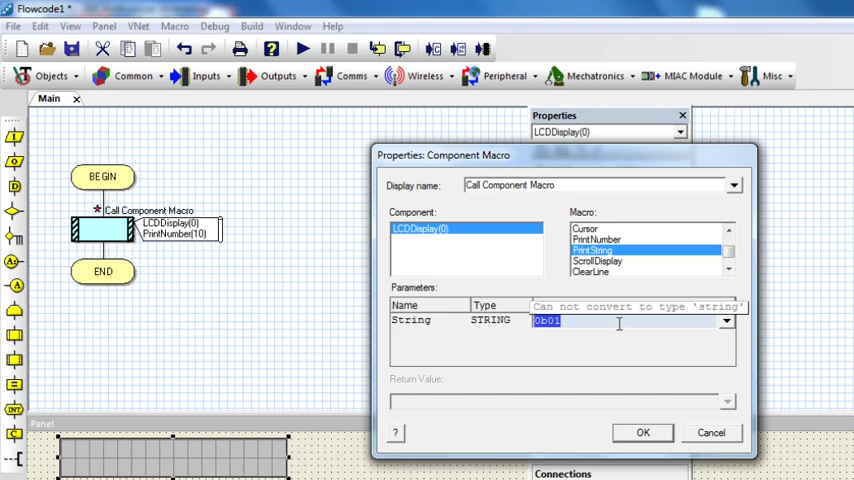 Flowcode1 *
File Edit View Panel VNet Macro Debug Build Window Help
Objects Common Inputs Outputs Comms Wireless Peripheral Mechatronics MIAC Module Misc
Main
Properties
LCDDisplay(0)
Properties: Component Macro
Display name: Call Component Macro
Component: Macro:
LCDDisplay(0)
Cursor
PrintNumber
PrintString
ScrollDisplay
ClearLine
Parameters:
Name Type
Can not convert to type 'string'
String STRING 0b01
Return Value:
? OK Cancel
BEGIN
Call Component Macro
LCDDisplay(0)
PrintNumber(10)
END
Panel
Connections
I
O
D
A
A
INT
C